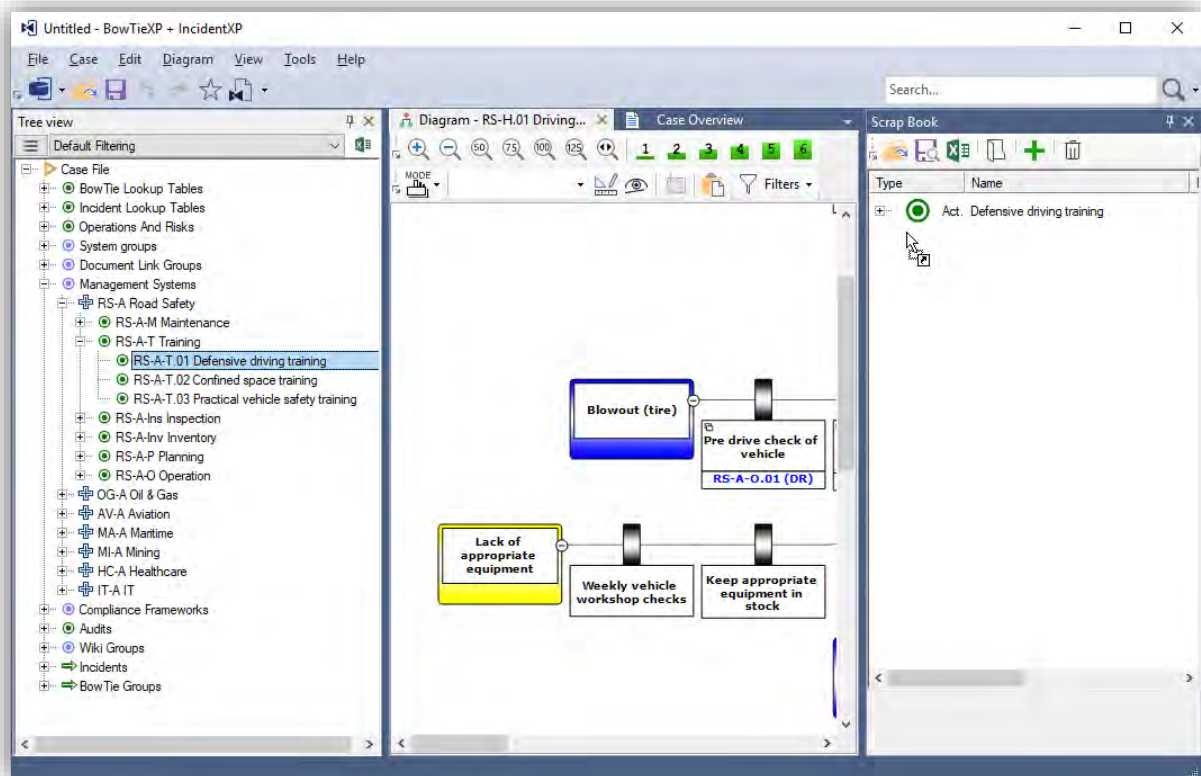 Untitled - BowTieXP + IncidentXP
File Case Edit Diagram View Tools Help
Search...
Tree view
Default Filtering
Case File
BowTie Lookup Tables
Incident Lookup Tables
Operations And Risks
System groups
Document Link Groups
Management Systems
RS-A Road Safety
RS-A-M Maintenance
RS-A-T Training
RS-A-T.01 Defensive driving training
RS-A-T.02 Confined space training
RS-A-T.03 Practical vehicle safety training
RS-A-Ins Inspection
RS-A-Inv Inventory
RS-A-P Planning
RS-A-O Operation
OG-A Oil & Gas
AV-A Aviation
MA-A Maritime
MI-A Mining
HC-A Healthcare
IT-A IT
Compliance Frameworks
Audits
Wiki Groups
Incidents
BowTie Groups
Diagram - RS-H.01 Driving...
Case Overview
50 75 100 125 1 2 3 4 5 6
MODE
Filters
Blowout (tire)
Pre drive check of
vehicle
RS-A-O.01 (DR)
Lack of
appropriate
equipment
Weekly vehicle
workshop checks
Keep appropriate
equipment in
stock
Scrap Book
Type Name
Act. Defensive driving training